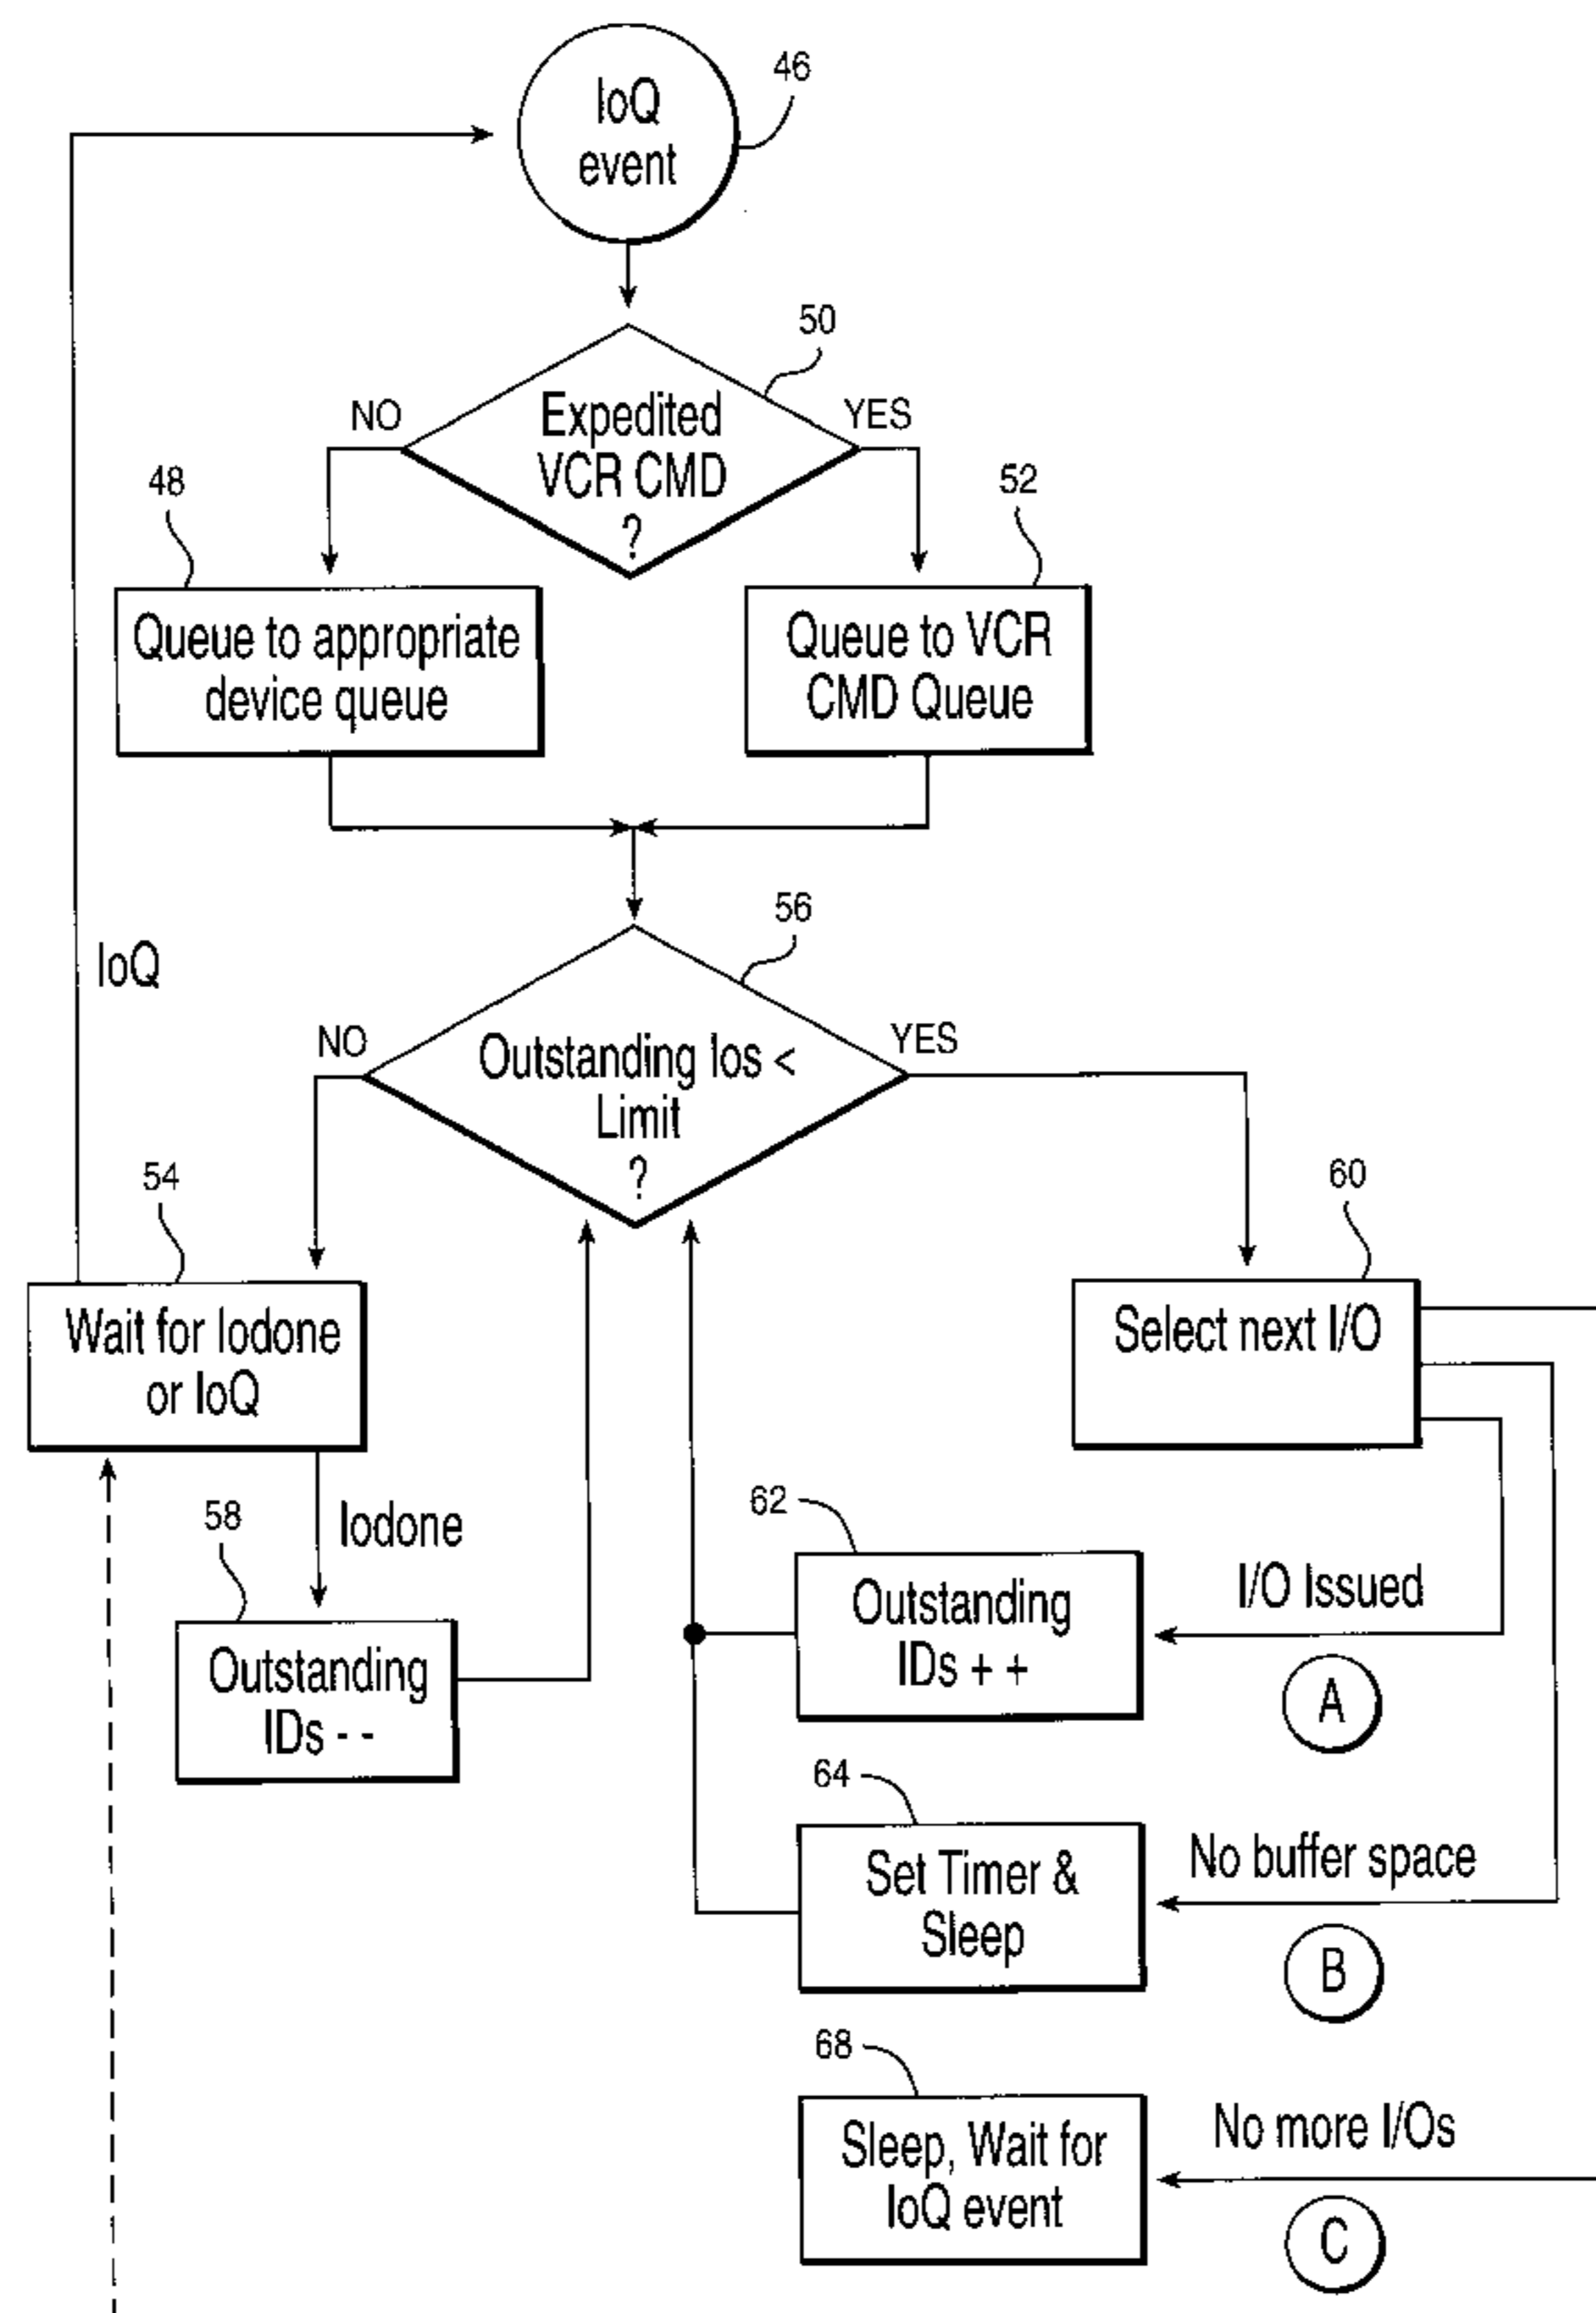 IoQ
event
46
50
Expedited
VCR CMD
?
NO
YES
48
52
Queue to appropriate
device queue
Queue to VCR
CMD Queue
IoQ
56
Outstanding Ios <
Limit
?
NO
YES
54
60
Wait for Iodone
or IoQ
Select next I/O
Iodone
58
Outstanding
IDs - -
62
Outstanding
IDs + +
I/O Issued
A
64
Set Timer &
Sleep
No buffer space
B
68
Sleep, Wait for
IoQ event
No more I/Os
C